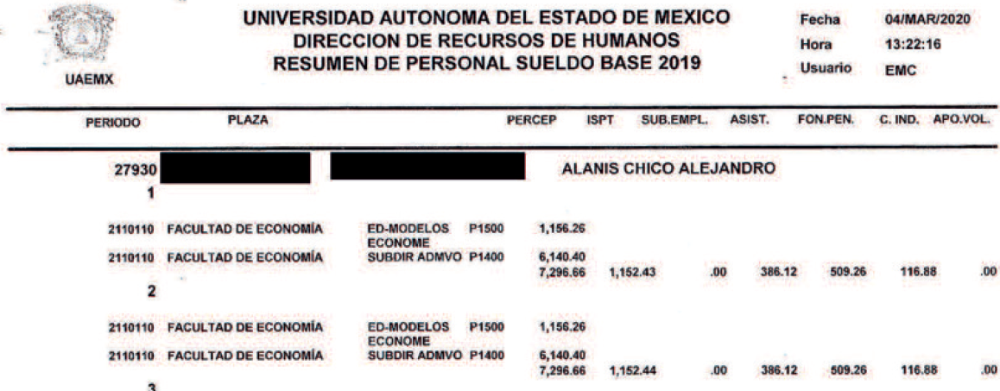 UNIVERSIDAD AUTONOMA DEL ESTADO DE MEXICO
DIRECCION DE RECURSOS DE HUMANOS
RESUMEN DE PERSONAL SUELDO BASE 2019
UAEMX
Fecha 04/MAR/2020
Hora 13:22:16
Usuario EMC
PERIODO PLAZA PERCEP ISPT SUB.EMPL. ASIST. FON.PEN. C. IND. APO.VOL.
27930 ALANIS CHICO ALEJANDRO
1
2110110 FACULTAD DE ECONOMÍA ED-MODELOS P1500 1,156.26
ECONOME
2110110 FACULTAD DE ECONOMÍA SUBDIR ADMVO P1400 6,140.40
7,296.66 1,152.43 .00 386.12 509.26 116.88 .00
2
2110110 FACULTAD DE ECONOMÍA ED-MODELOS P1500 1,156.26
ECONOME
2110110 FACULTAD DE ECONOMÍA SUBDIR ADMVO P1400 6,140.40
7,296.66 1,152.44 .00 386.12 509.26 116.88 .00
3